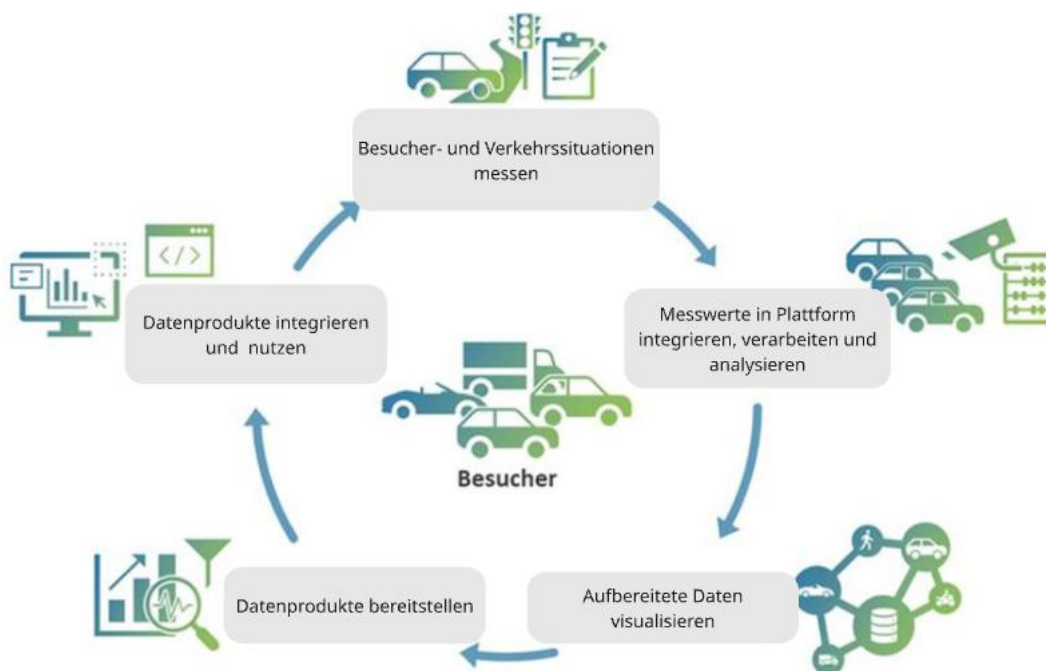 Besucher- und Verkehrssituationen
messen
</>
Datenprodukte integrieren
und nutzen
Messwerte in Plattform
integrieren, verarbeiten und
analysieren
Besucher
Datenprodukte bereitstellen
Aufbereitete Daten
visualisieren